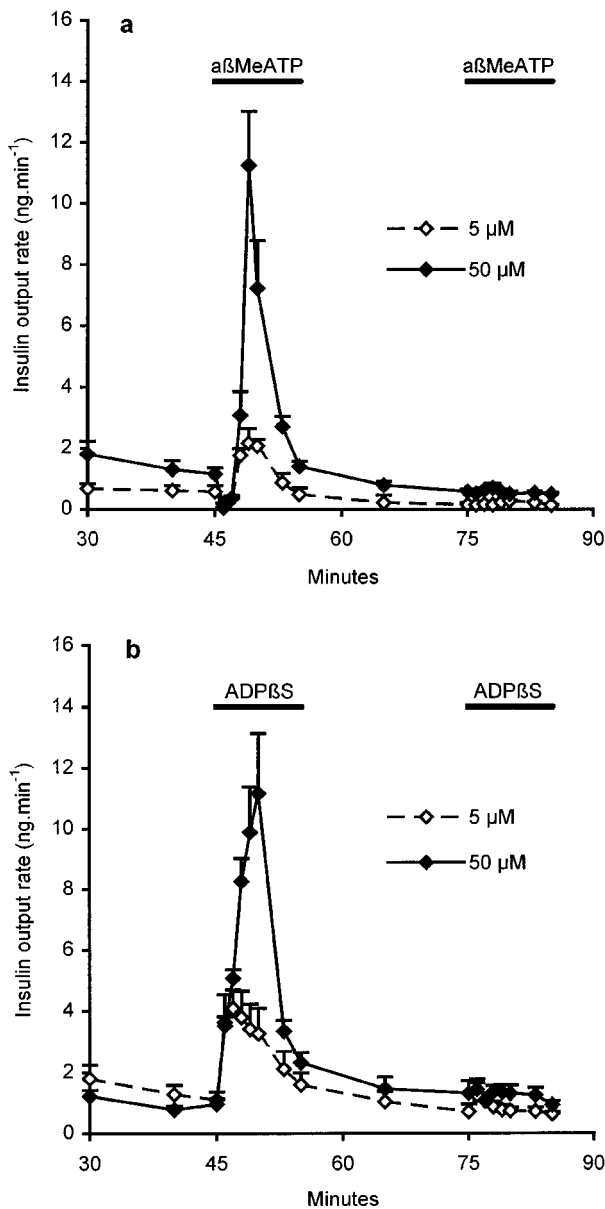 a
16
14
12
10
8
6
4
2
0
Insulin output rate (ng.min⁻¹)
aßMeATP aßMeATP
5 µM
50 µM
30 45 60 75 90
Minutes
b
16
14
12
10
8
6
4
2
0
Insulin output rate (ng.min⁻¹)
ADPßS ADPßS
5 µM
50 µM
30 45 60 75 90
Minutes